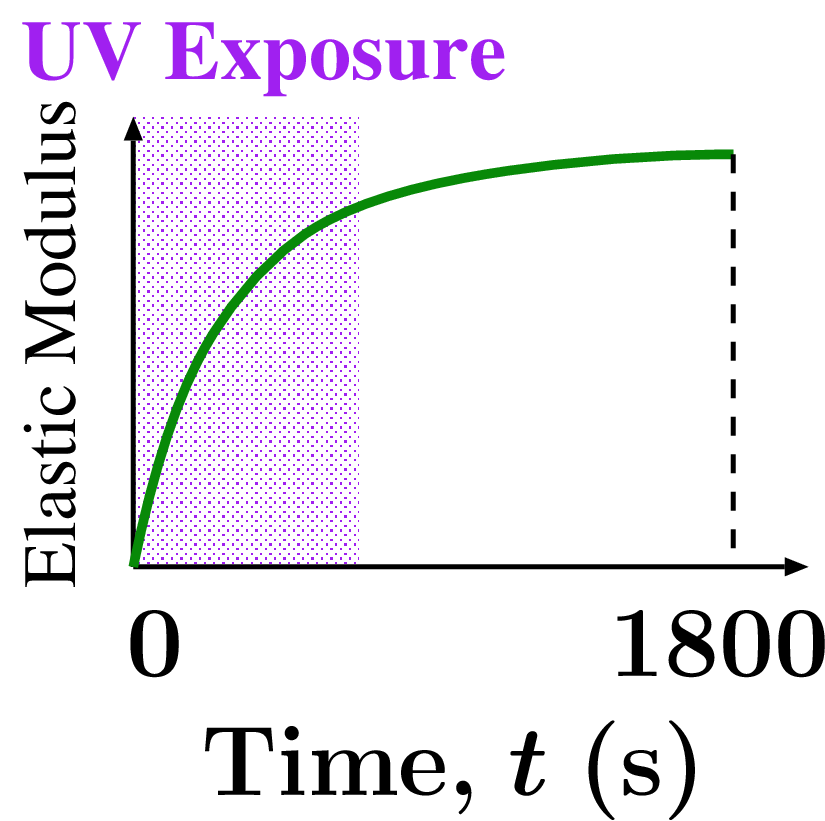 UV Exposure
Elastic Modulus
0 1800
Time, t (s)